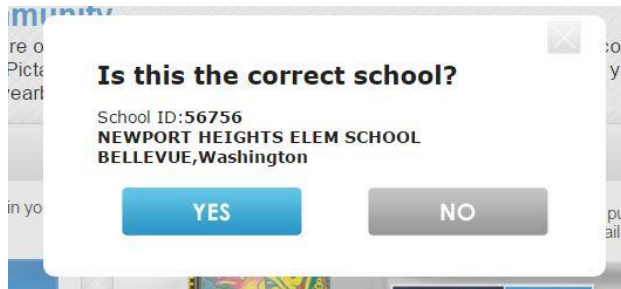 Is this the correct school?
School ID:56756
NEWPORT HEIGHTS ELEM SCHOOL
BELLEVUE,Washington
YES
NO